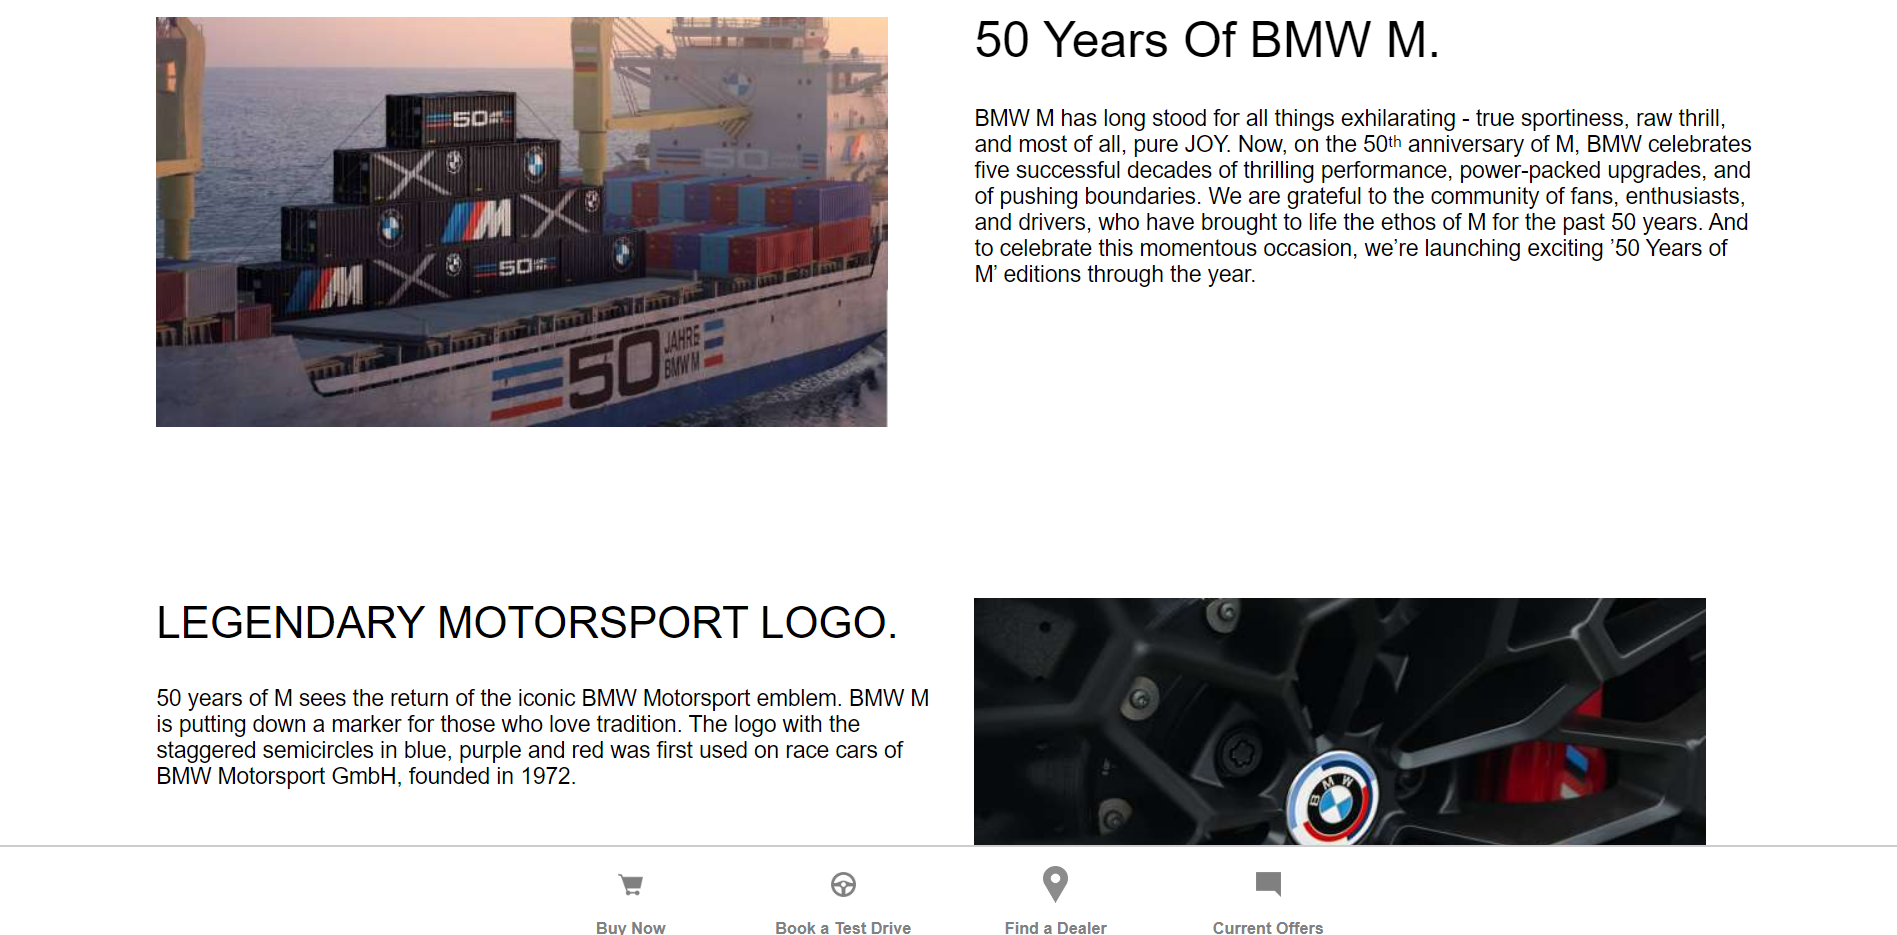 50 Years Of BMW M.
BMW M has long stood for all things exhilarating - true sportiness, raw thrill,
and most of all, pure JOY. Now, on the 50th anniversary of M, BMW celebrates
five successful decades of thrilling performance, power-packed upgrades, and
of pushing boundaries. We are grateful to the community of fans, enthusiasts,
and drivers, who have brought to life the ethos of M for the past 50 years. And
to celebrate this momentous occasion, we’re launching exciting ’50 Years of
M’ editions through the year.
50
M
M
50
50
JAHRE
BMW M
LEGENDARY MOTORSPORT LOGO.
50 years of M sees the return of the iconic BMW Motorsport emblem. BMW M
is putting down a marker for those who love tradition. The logo with the
staggered semicircles in blue, purple and red was first used on race cars of
BMW Motorsport GmbH, founded in 1972.
BMW
Buy Now
Book a Test Drive
Find a Dealer
Current Offers